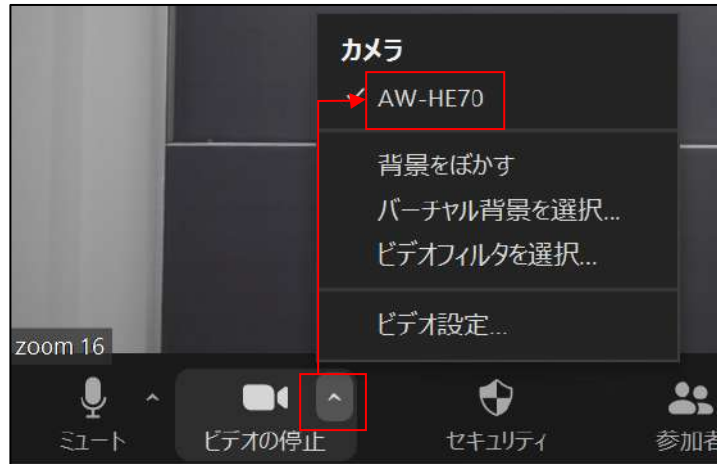 カメラ
✓ AW-HE70
背景をぼかす
バーチャル背景を選択...
ビデオフィルタを選択...
ビデオ設定...
zoom 16
ミュート
ビデオの停止
セキュリティ
参加者